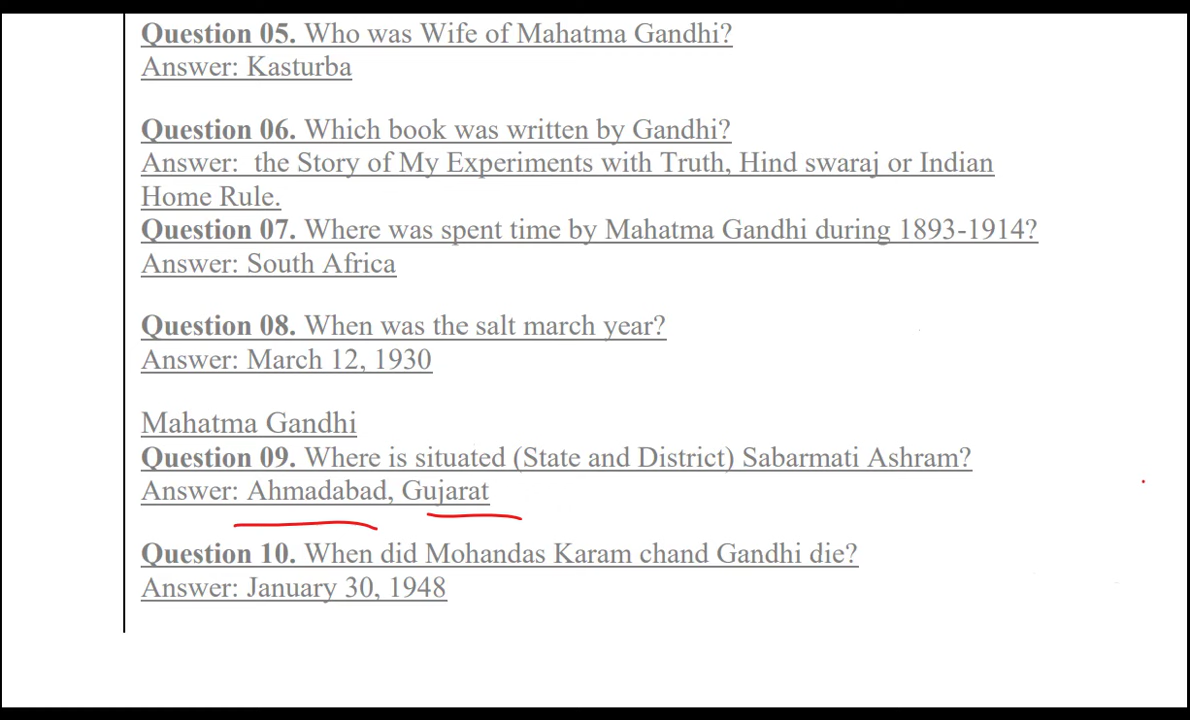 Question 05. Who was Wife of Mahatma Gandhi?
Answer: Kasturba
Question 06. Which book was written by Gandhi?
Answer:  the Story of My Experiments with Truth, Hind swaraj or Indian
Home Rule.
Question 07. Where was spent time by Mahatma Gandhi during 1893-1914?
Answer: South Africa
Question 08. When was the salt march year?
Answer: March 12, 1930
Mahatma Gandhi
Question 09. Where is situated (State and District) Sabarmati Ashram?
Answer: Ahmadabad, Gujarat
Question 10. When did Mohandas Karam chand Gandhi die?
Answer: January 30, 1948